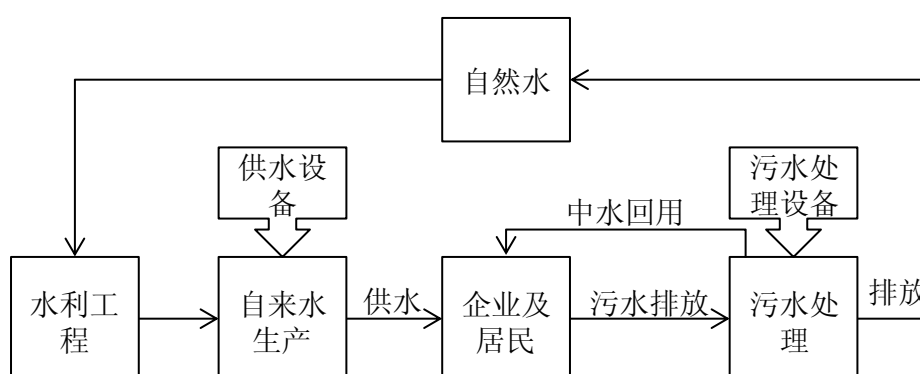 自然水
供水设
备
污水处
理设备
中水回用
水利工
程
自来水
生产
供水
企业及
居民
污水排放
污水处
理
排放